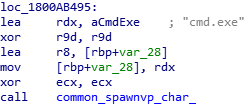 loc_1800AB495:
lea rdx, aCmdExe ; "cmd.exe"
xor r9d, r9d
lea r8, [rbp+var_28]
mov [rbp+var_28], rdx
xor ecx, ecx
call common_spawnvp_char_